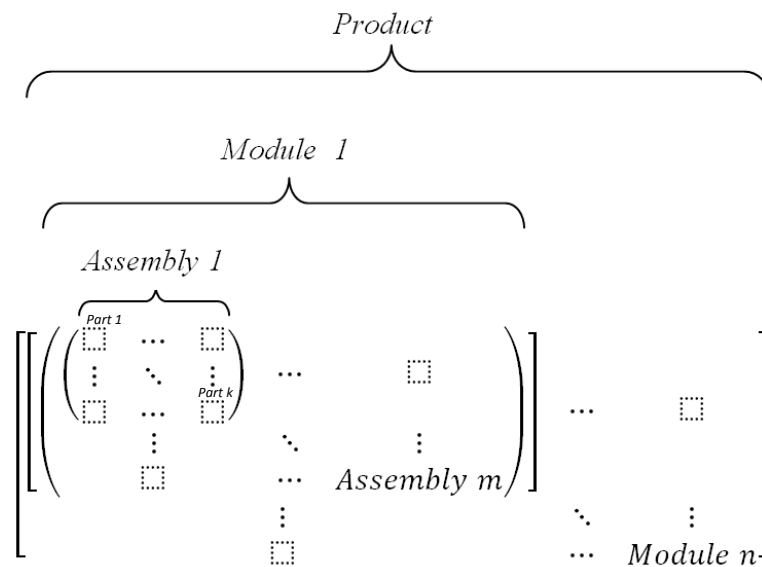 Product
Module 1
Assembly 1
Part 1
Part k
Assembly m
Module n